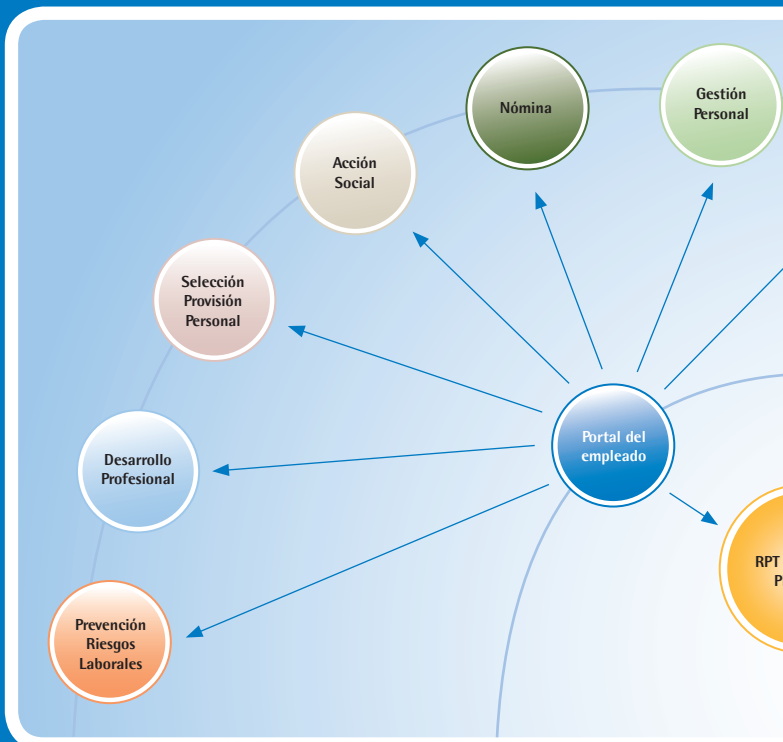 Nómina
Gestión
Personal
Acción
Social
Selección
Provisión
Personal
Portal del
empleado
Desarrollo
Profesional
RPT
P
Prevención
Riesgos
Laborales